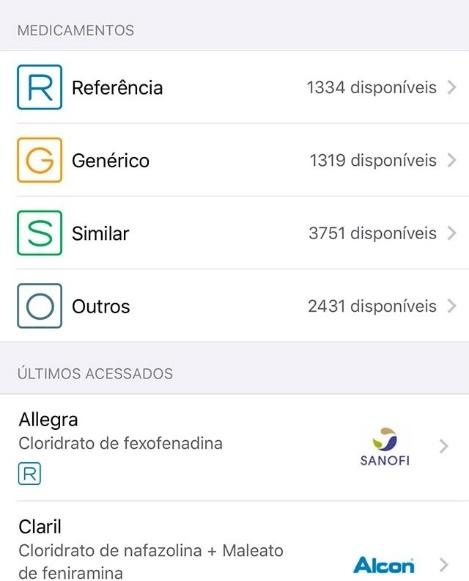 MEDICAMENTOS
R Referência 1334 disponíveis
G Genérico 1319 disponíveis
S Similar 3751 disponíveis
O Outros 2431 disponíveis
ÚLTIMOS ACESSADOS
Allegra
Cloridrato de fexofenadina
SANOFI
R
Claril
Cloridrato de nafazolina + Maleato
de feniramina
Alcon